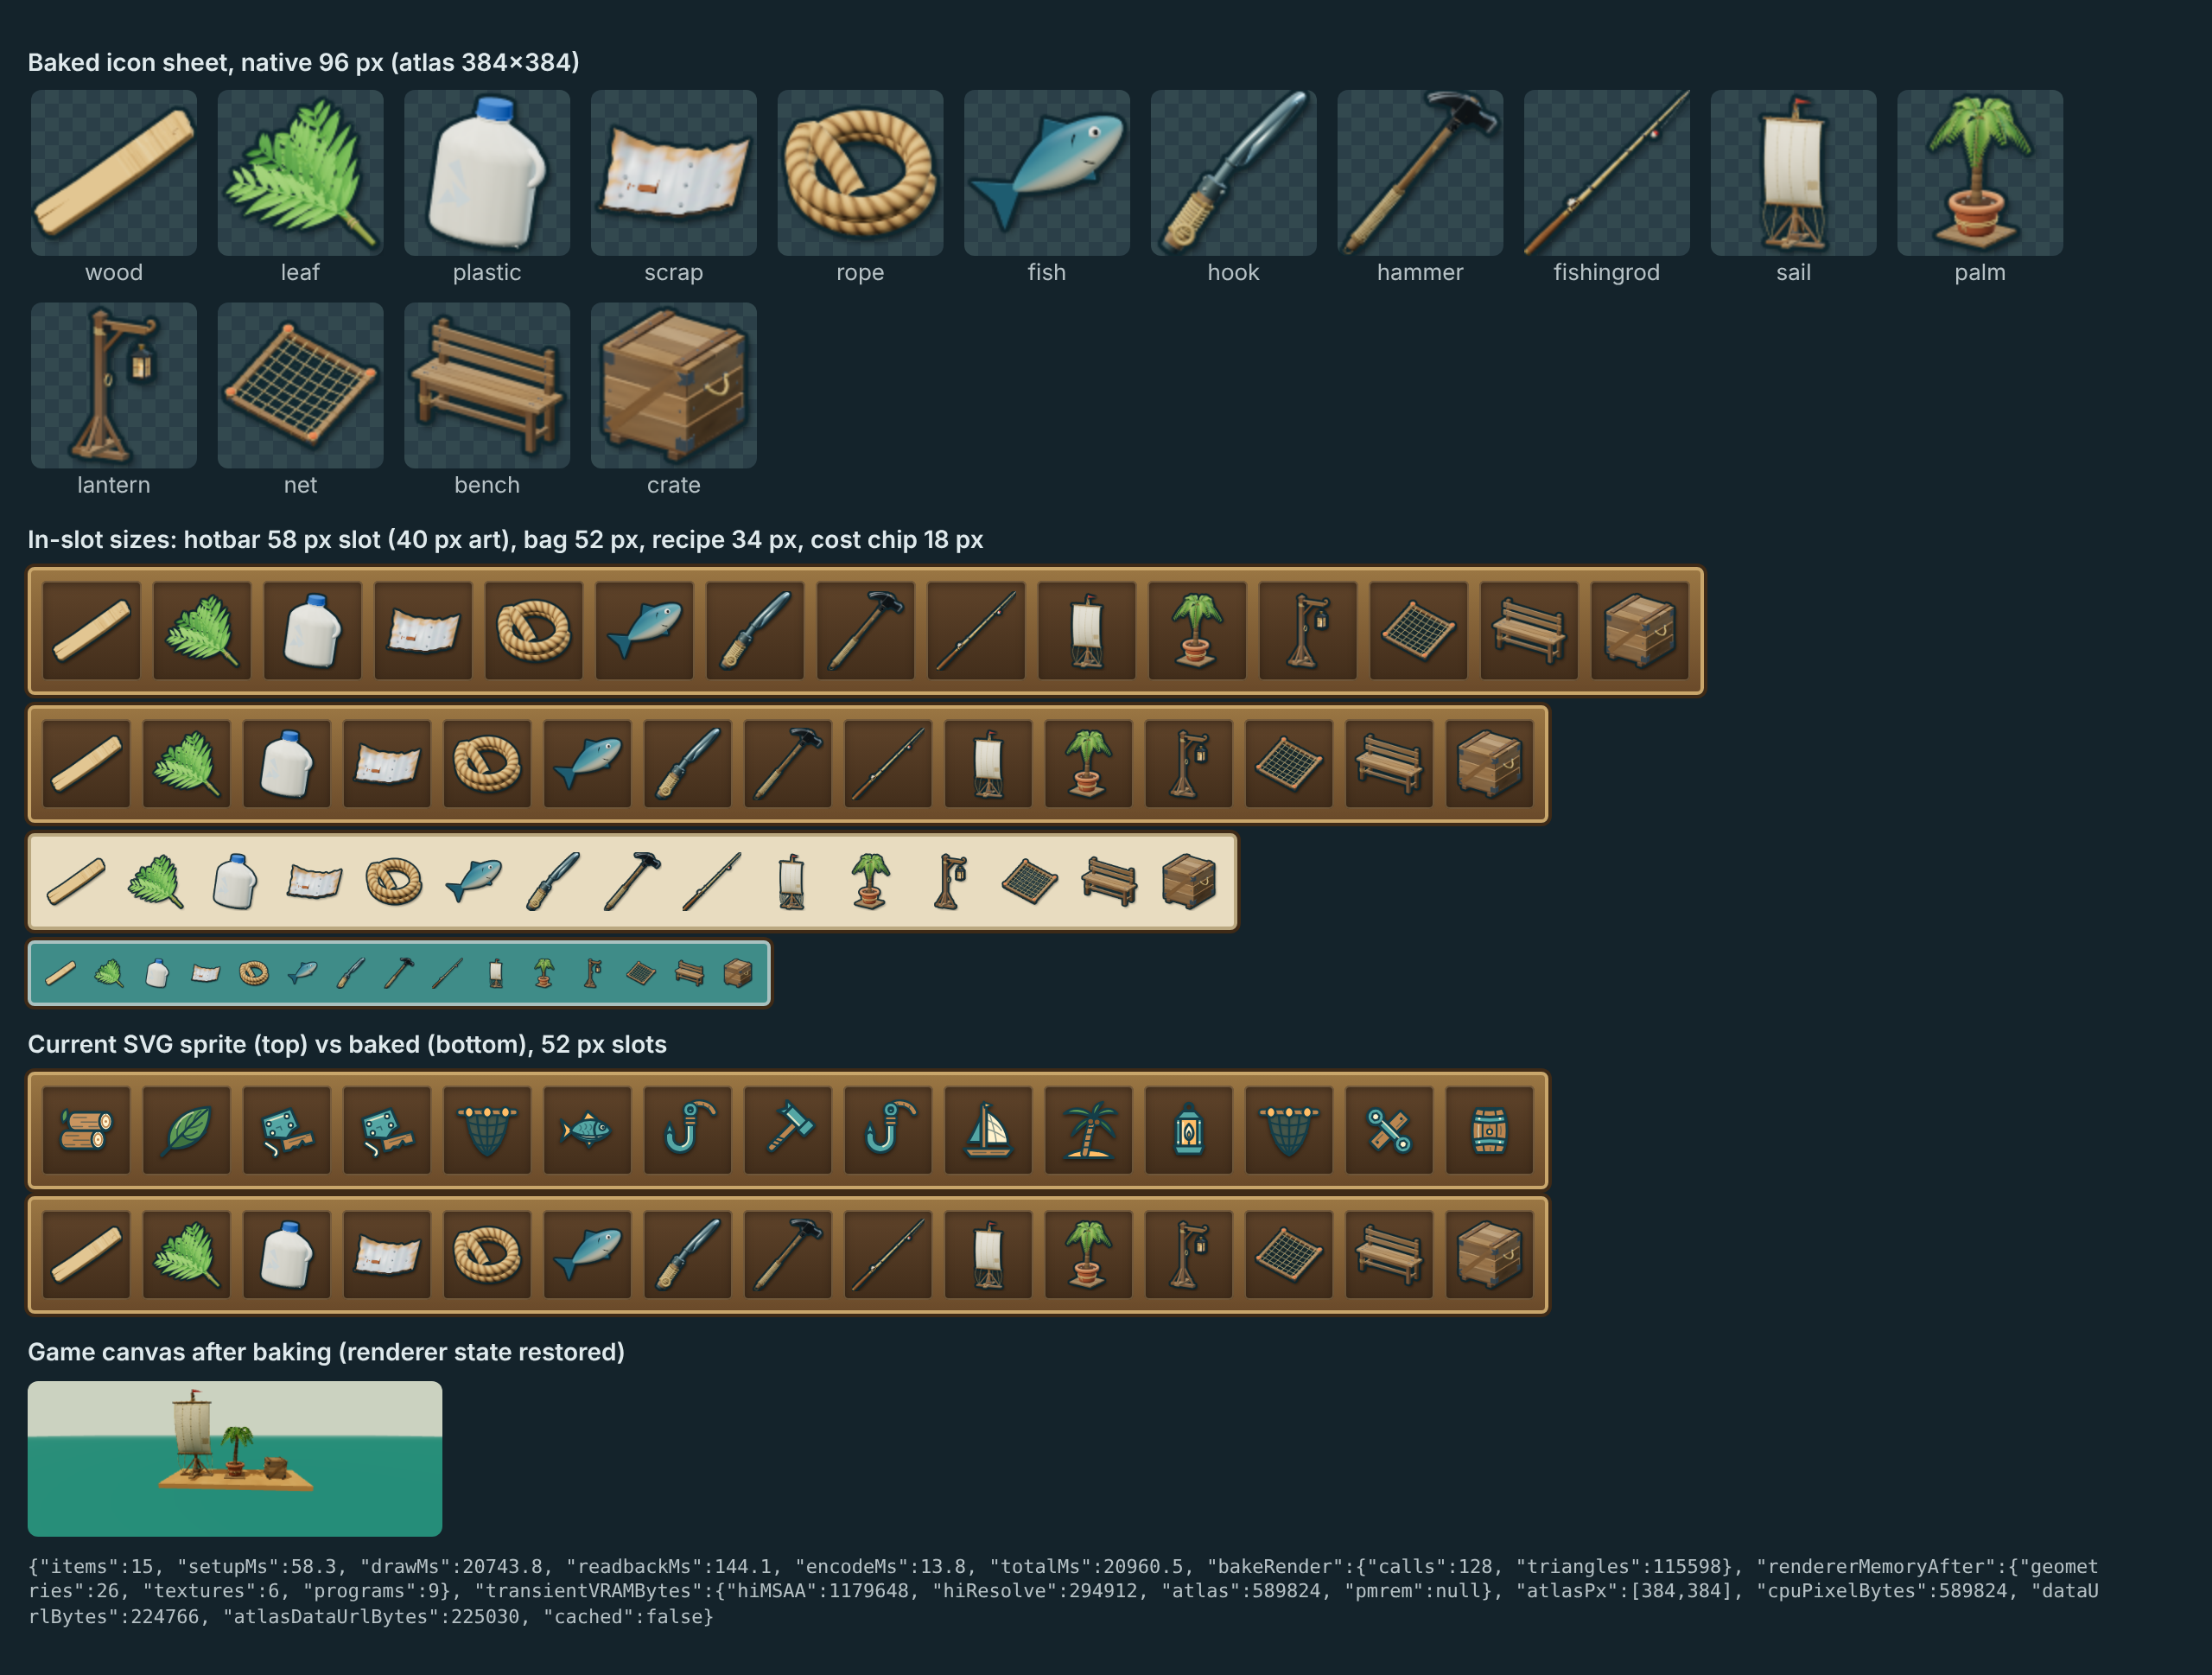 Baked icon sheet, native 96 px (atlas 384×384)
wood leaf plastic scrap rope fish hook hammer fishingrod sail palm
lantern net bench crate
In-slot sizes: hotbar 58 px slot (40 px art), bag 52 px, recipe 34 px, cost chip 18 px
Current SVG sprite (top) vs baked (bottom), 52 px slots
Game canvas after baking (renderer state restored)
{"items":15, "setupMs":58.3, "drawMs":20743.8, "readbackMs":144.1, "encodeMs":13.8, "totalMs":20960.5, "bakeRender":{"calls":128, "triangles":115598}, "rendererMemoryAfter":{"geomet
ries":26, "textures":6, "programs":9}, "transientVRAMBytes":{"hiMSAA":1179648, "hiResolve":294912, "atlas":589824, "pmrem":null}, "atlasPx":[384,384], "cpuPixelBytes":589824, "dataU
rlBytes":224766, "atlasDataUrlBytes":225030, "cached":false}